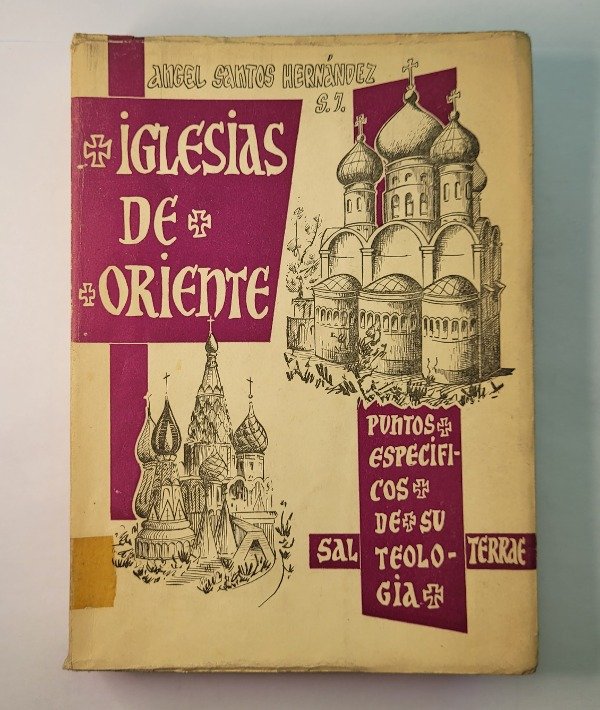 ANGEL SANTOS HERNÁNDEZ
S. J.
IGLESIAS
DE
ORIENTE
PUNTOS
ESPECIFI-
COS
DE SU
TEOLO-
GIA
SAL TERRAE